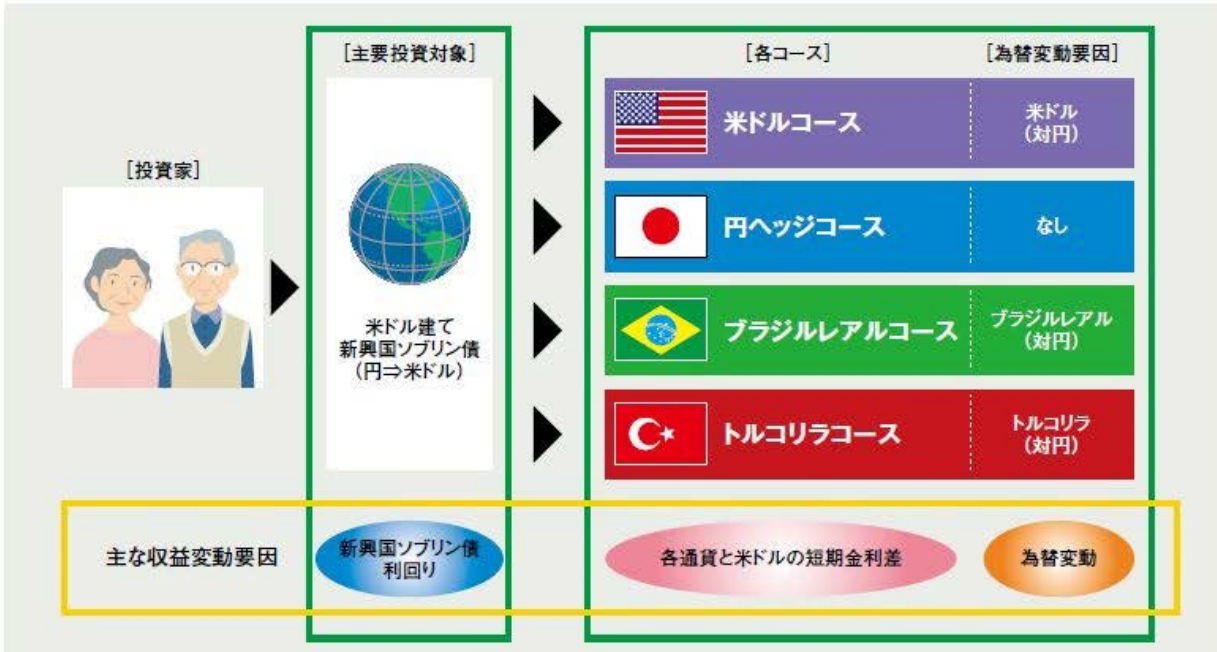 [主要投資対象]
[各コース]
[為替変動要因]
米ドルコース
米ドル
(対円)
[投資家]
円ヘッジコース
なし
米ドル建て
新興国ソブリン債
(円⇒米ドル)
ブラジルレアルコース
ブラジルレアル
(対円)
トルコリラコース
トルコリラ
(対円)
主な収益変動要因
新興国ソブリン債
利回り
各通貨と米ドルの短期金利差
為替変動